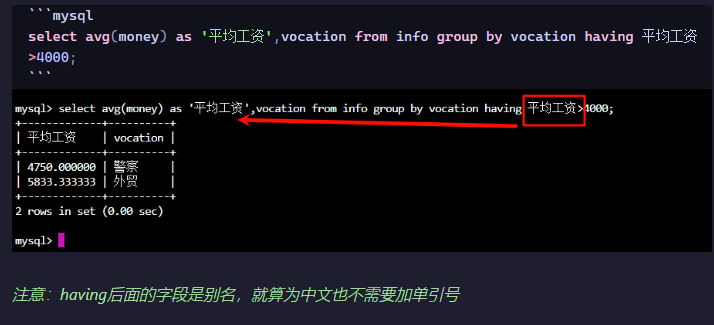 ```mysql
select avg(money) as '平均工资',vocation from info group by vocation having 平均工资
>4000;
```
mysql> select avg(money) as '平均工资',vocation from info group by vocation having 平均工资>4000;
+--------------+----------+
| 平均工资     | vocation |
+--------------+----------+
| 4750.000000 | 警察     |
| 5833.333333 | 外贸     |
+--------------+----------+
2 rows in set (0.00 sec)
mysql>
注意：having后面的字段是别名，就算为中文也不需要加单引号